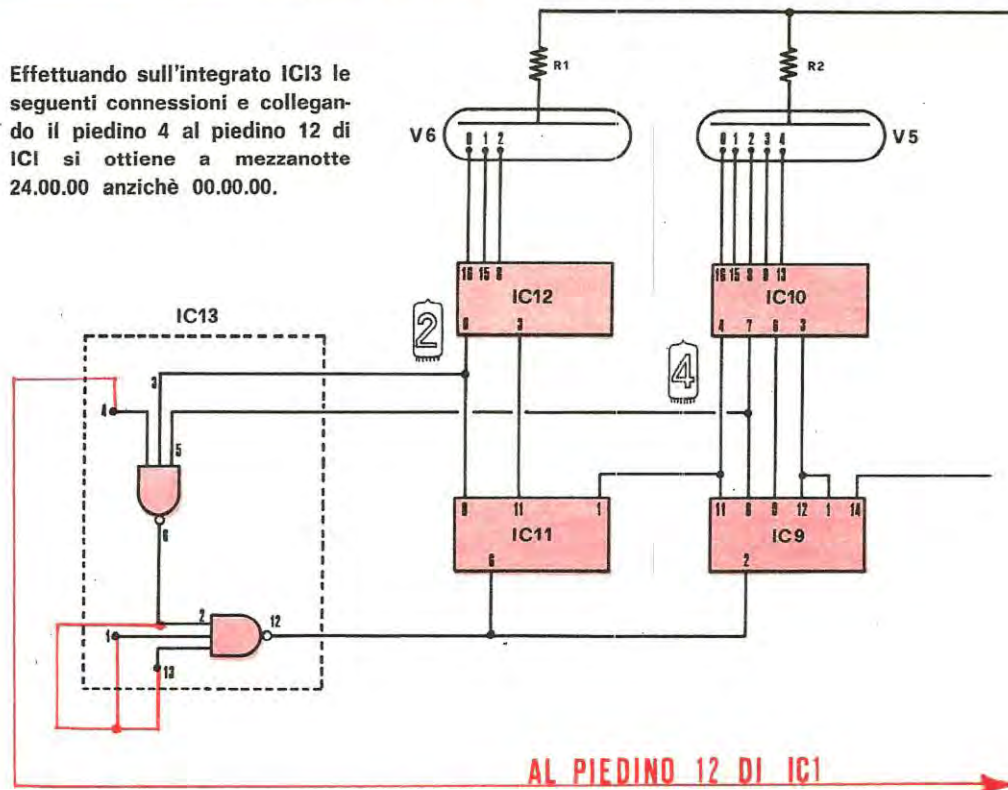 Effettuando sull'integrato ICI3 le
seguenti connessioni e collegan-
do il piedino 4 al piedino 12 di
ICI si ottiene a mezzanotte
24.00.00 anzichè 00.00.00.
R1
R2
V6
0 1 2
V5
0 1 2 3 4
16 15 8
IC12
8 3
16 15 8 9 13
IC10
4 7 6 3
2
4
IC13
3
4
5
6
2
1
12
13
9 11 1
IC11
6
11 8 9 12 1 14
IC9
2
AL PIEDINO 12 DI IC1